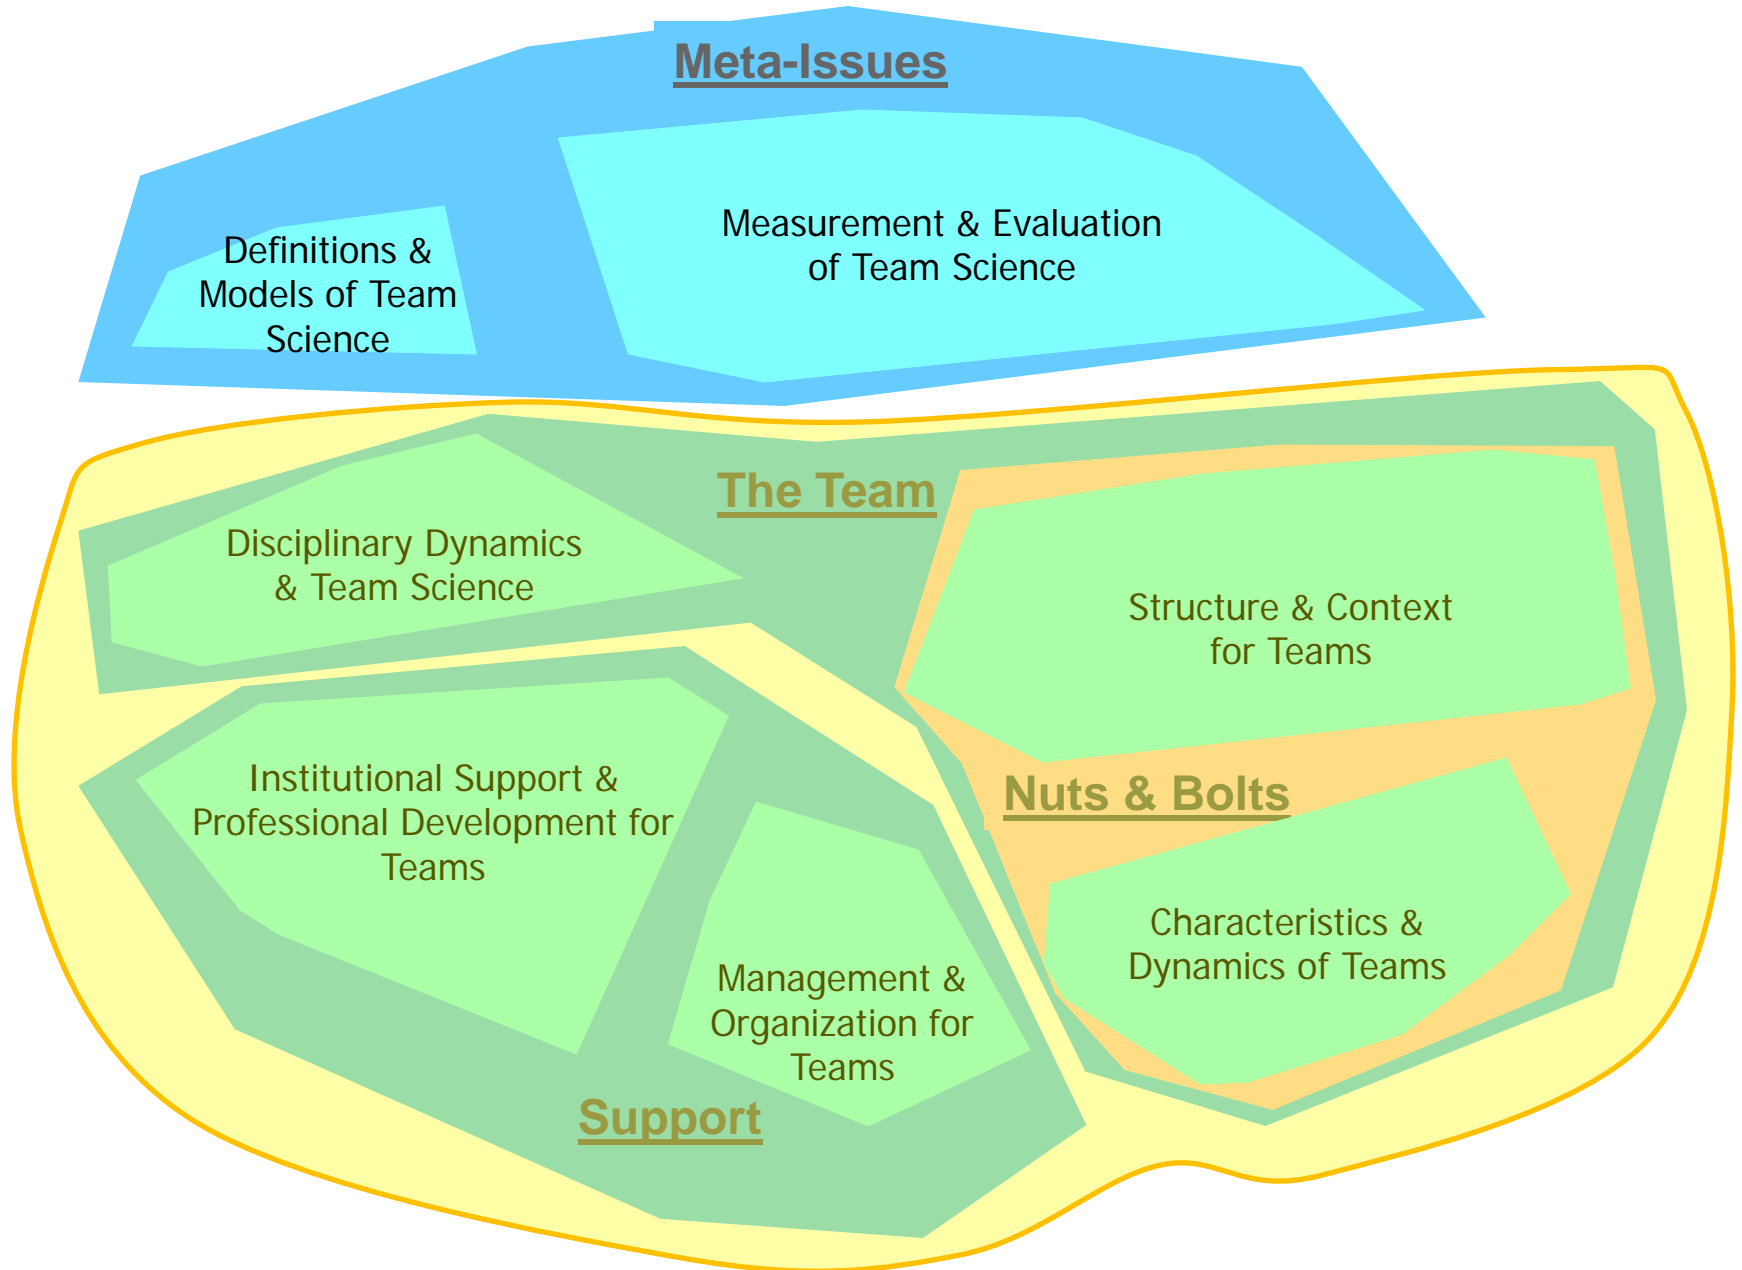 Meta-Issues
Measurement & Evaluation
of Team Science
Definitions &
Models of Team
Science
The Team
Disciplinary Dynamics
& Team Science
Structure & Context
for Teams
Institutional Support &
Professional Development for
Teams
Nuts & Bolts
Characteristics &
Dynamics of Teams
Management &
Organization for
Teams
Support